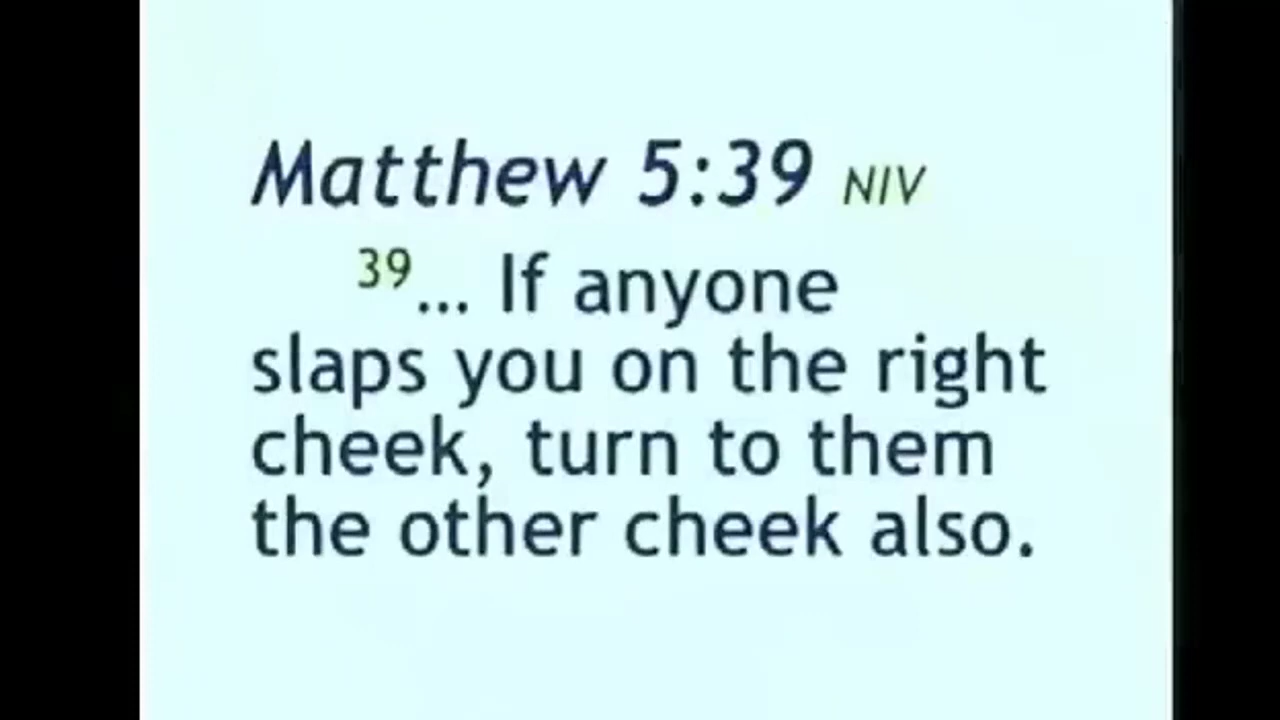 Matthew 5:39 NIV
39... If anyone
slaps you on the right
cheek, turn to them
the other cheek also.